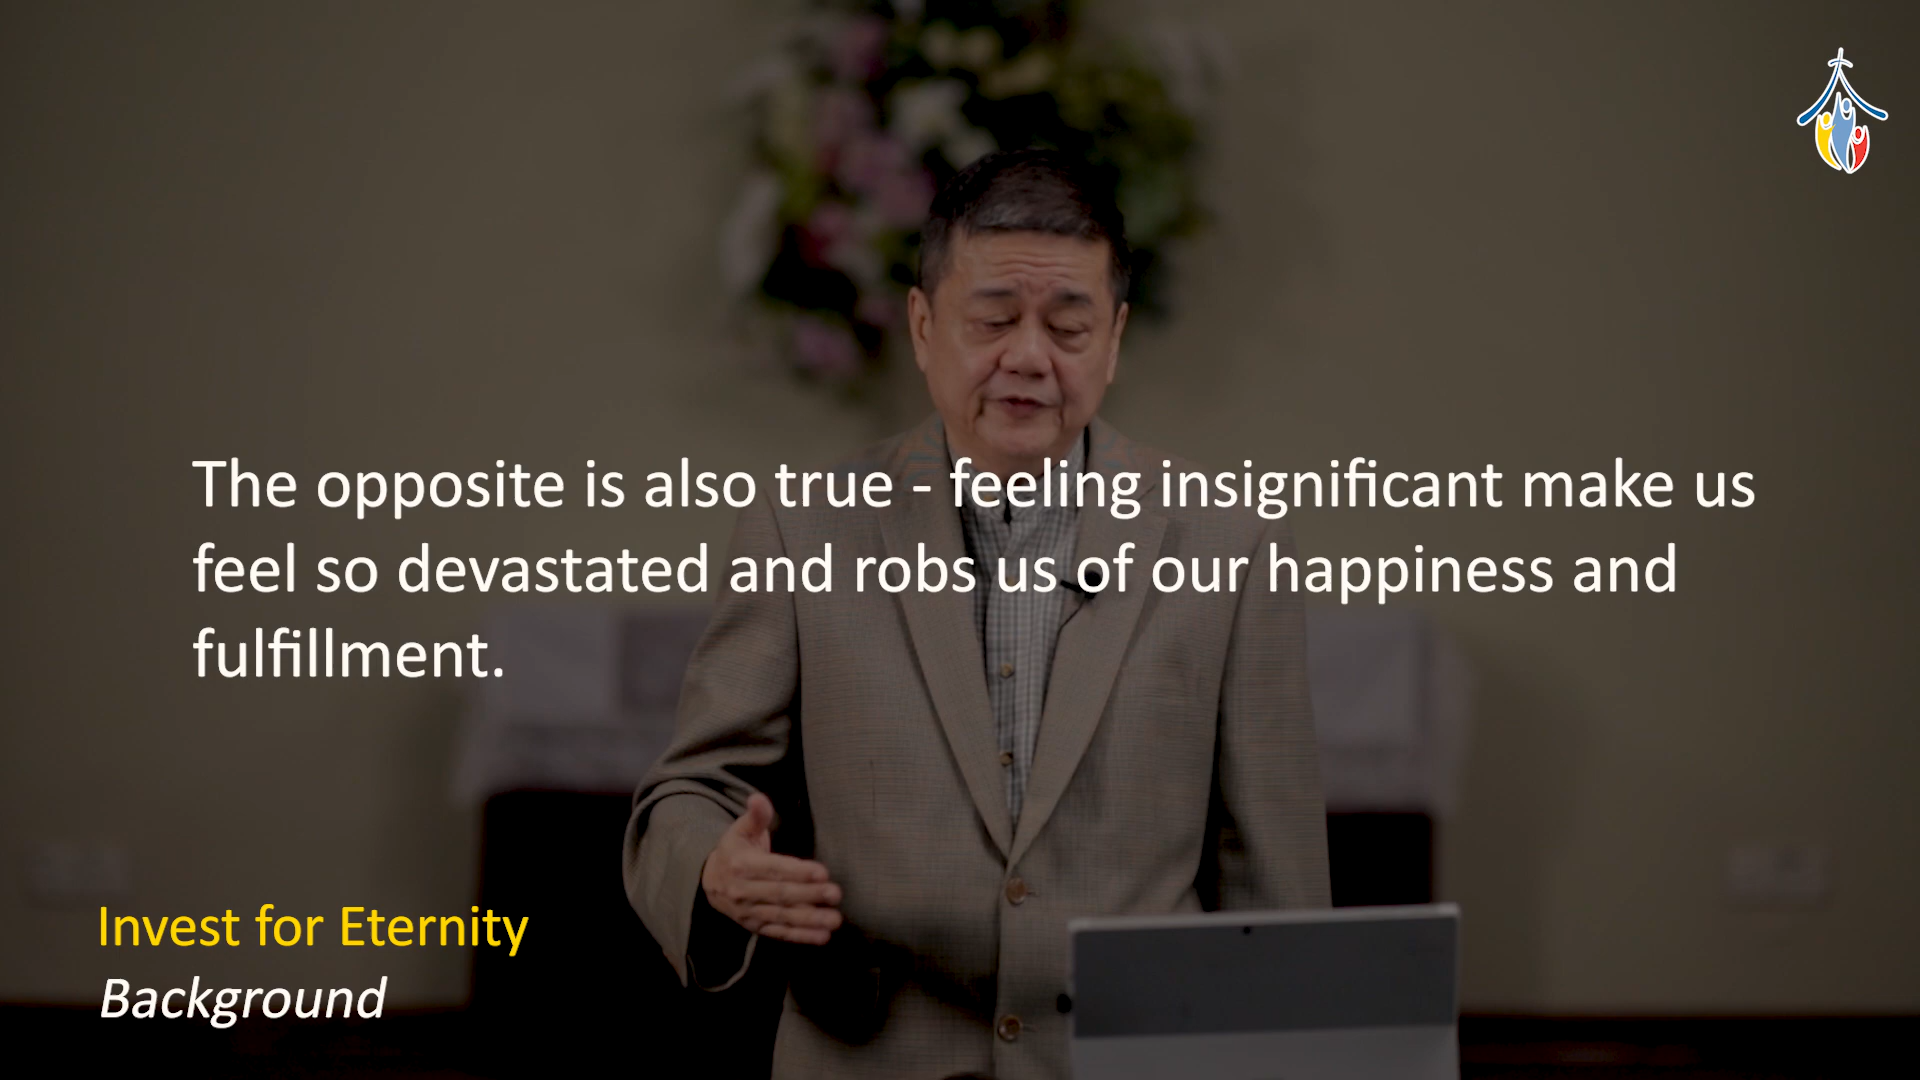 The opposite is also true - feeling insignificant make us
feel so devastated and robs us of our happiness and
fulfillment.
Invest for Eternity
Background